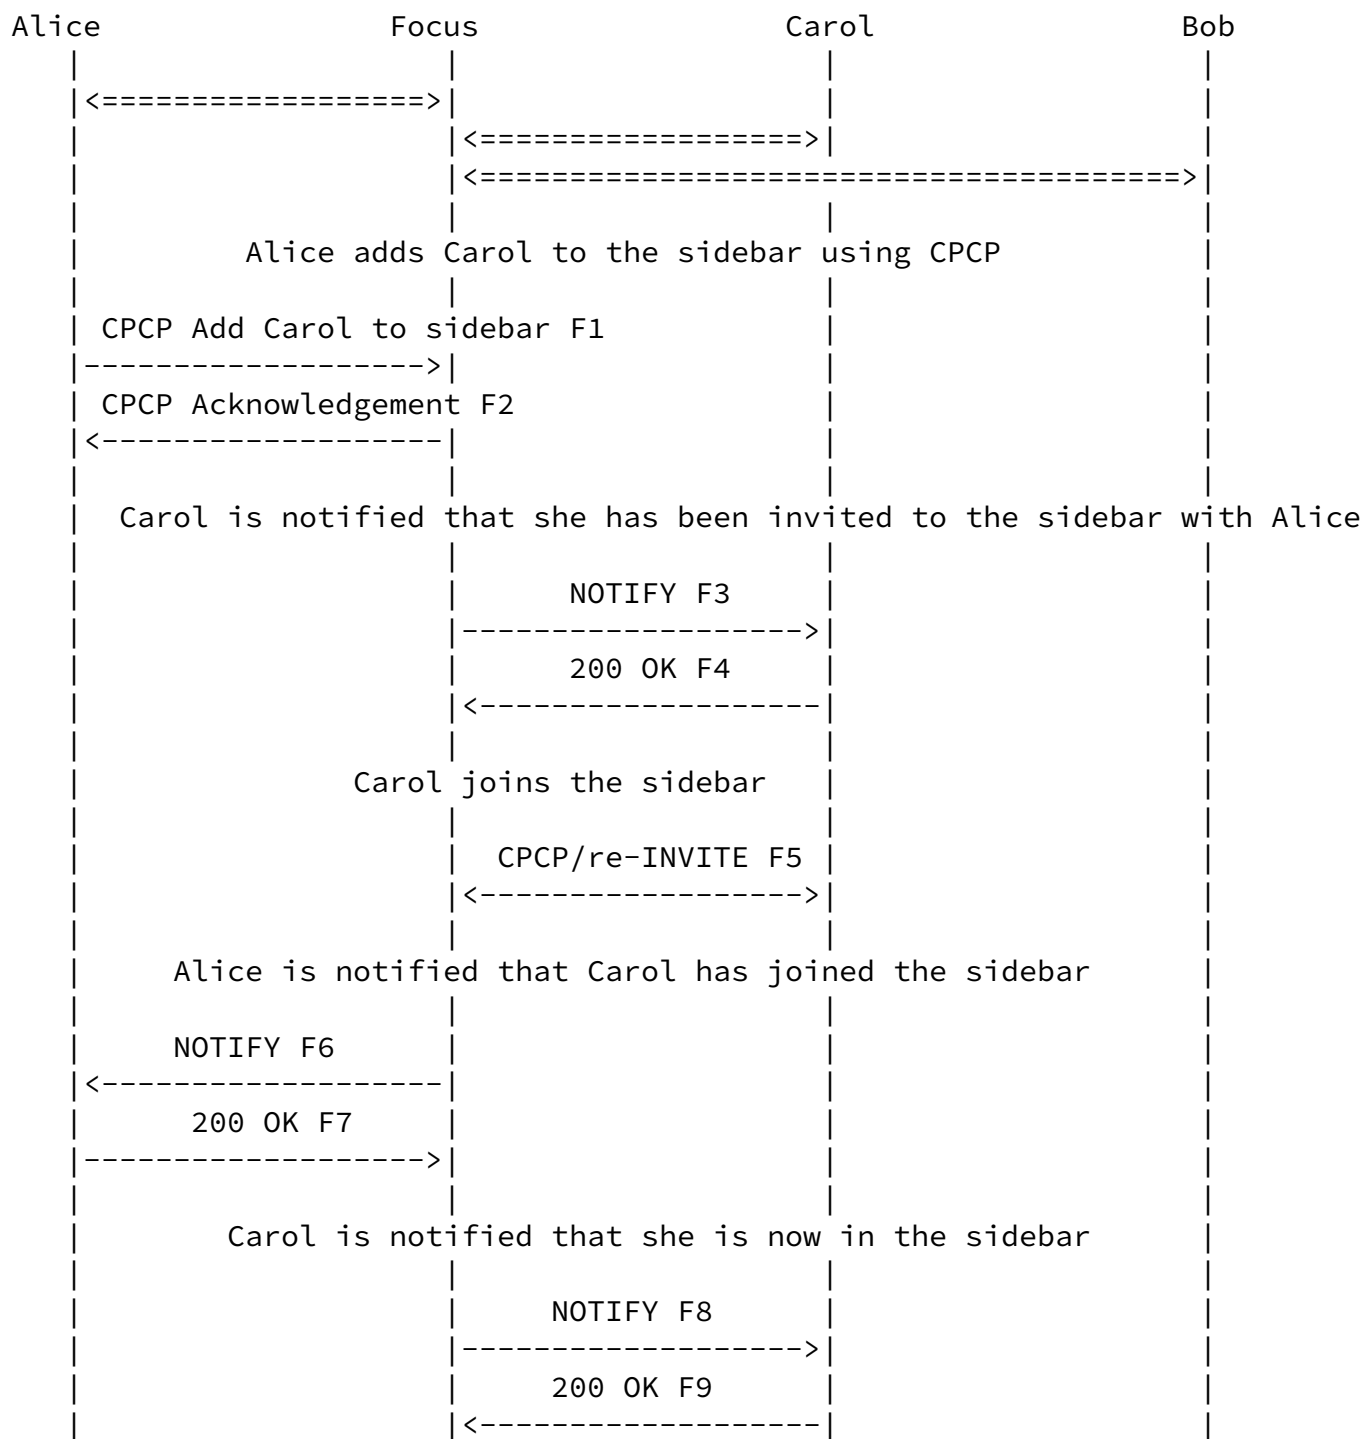 Alice Focus Carol Bob
Alice adds Carol to the sidebar using CPCP
CPCP Add Carol to sidebar F1
CPCP Acknowledgement F2
Carol is notified that she has been invited to the sidebar with Alice
NOTIFY F3
200 OK F4
Carol joins the sidebar
CPCP/re-INVITE F5
Alice is notified that Carol has joined the sidebar
NOTIFY F6
200 OK F7
Carol is notified that she is now in the sidebar
NOTIFY F8
200 OK F9